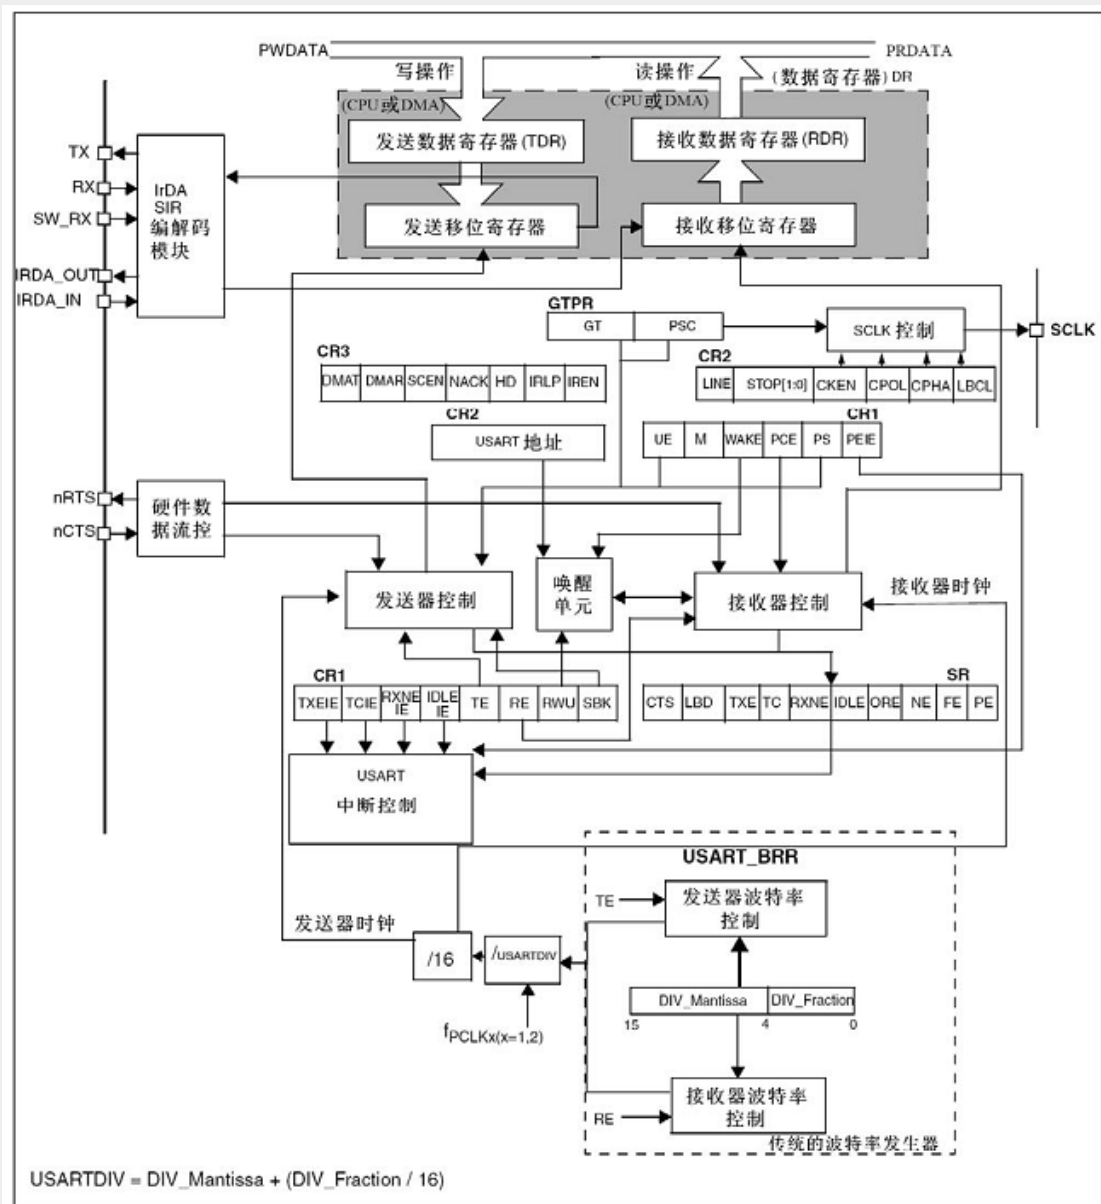 PWDATA
PRDATA
写操作
读操作
(数据寄存器) DR
(CPU或DMA)
(CPU或DMA)
发送数据寄存器(TDR)
接收数据寄存器(RDR)
TX
RX
SW_RX
IRDA_OUT
IRDA_IN
IrDA
SIR
编解码
模块
发送移位寄存器
接收移位寄存器
GTPR
GT
PSC
SCLK 控制
SCLK
CR3
DMAT
DMAR
SCEN
NACK
HD
IRLP
IREN
CR2
LINE
STOP[1:0]
CKEN
CPOL
CPHA
LBCL
CR2
USART 地址
CR1
UE
M
WAKE
PCE
PS
PEIE
nRTS
nCTS
硬件数
据流控
发送器控制
唤醒
单元
接收器控制
接收器时钟
CR1
TXEIE
TCIE
RXNE
IE
IDLE
IE
TE
RE
RWU
SBK
SR
CTS
LBD
TXE
TC
RXNE
IDLE
ORE
NE
FE
PE
USART
中断控制
USART_BRR
TE
发送器波特率
控制
发送器时钟
/16
/USARTDIV
fPCLKx(x=1,2)
DIV_Mantissa
DIV_Fraction
15
4
0
RE
接收器波特率
控制
传统的波特率发生器
USARTDIV = DIV_Mantissa + (DIV_Fraction / 16)